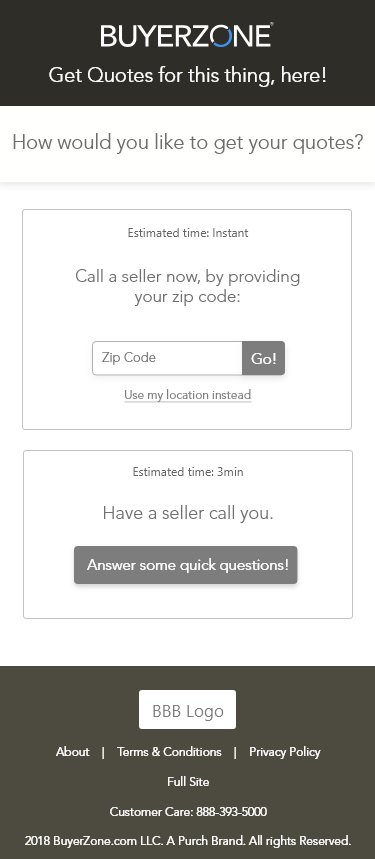 BUYERZONE®
Get Quotes for this thing, here!
How would you like to get your quotes?
Estimated time: Instant
Call a seller now, by providing
your zip code:
Zip Code
Go!
Use my location instead
Estimated time: 3min
Have a seller call you.
Answer some quick questions!
BBB Logo
About | Terms & Conditions | Privacy Policy
Full Site
Customer Care: 888-393-5000
2018 BuyerZone.com LLC. A Purch Brand. All rights Reserved.